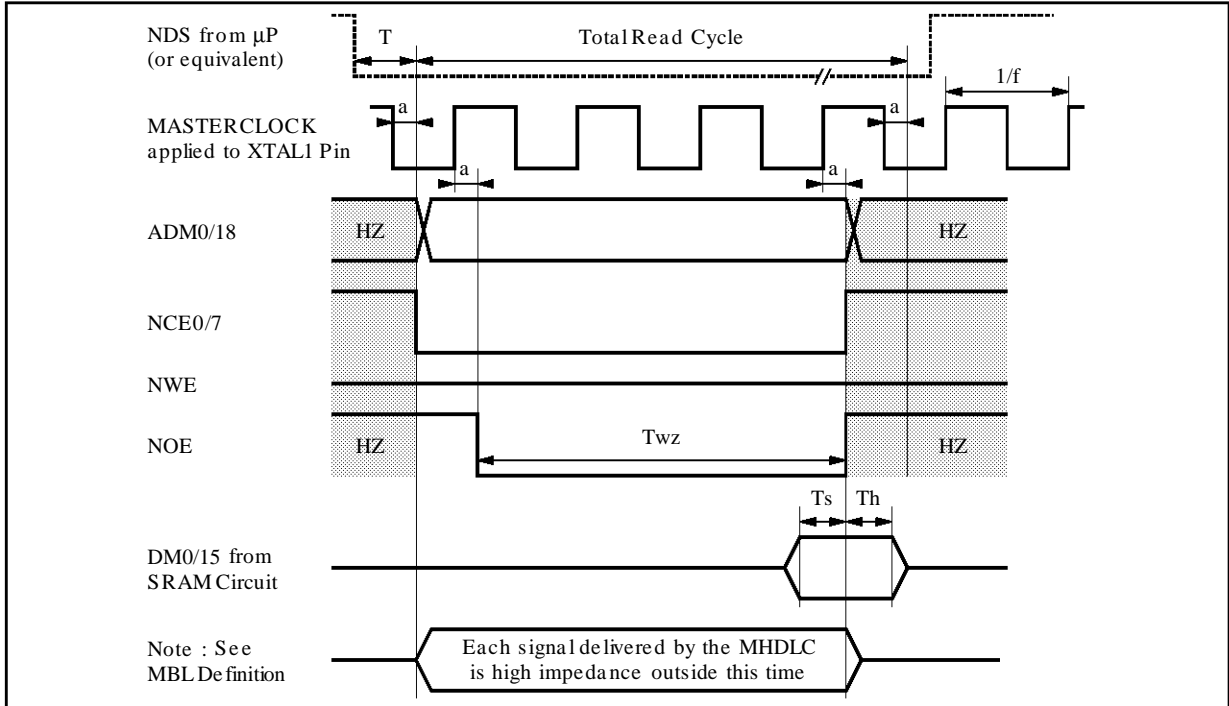 NDS from µP
(or equivalent)
T
Total Read Cycle
1/f
MASTERCLOCK
applied to XTAL1 Pin
a
a
a
a
ADM0/18
HZ
HZ
NCE0/7
NWE
NOE
HZ
Twz
HZ
Ts
Th
DM0/15 from
SRAM Circuit
Note : See
MBL Definition
Each signal delivered by the MHDLC
is high impedance outside this time